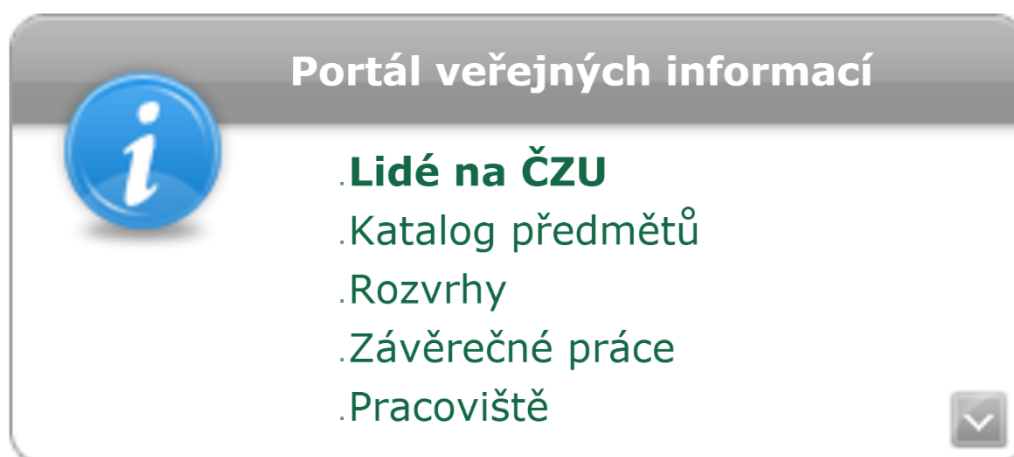 Portál veřejných informací
.Lidé na ČZU
.Katalog předmětů
.Rozvrhy
.Závěrečné práce
.Pracoviště